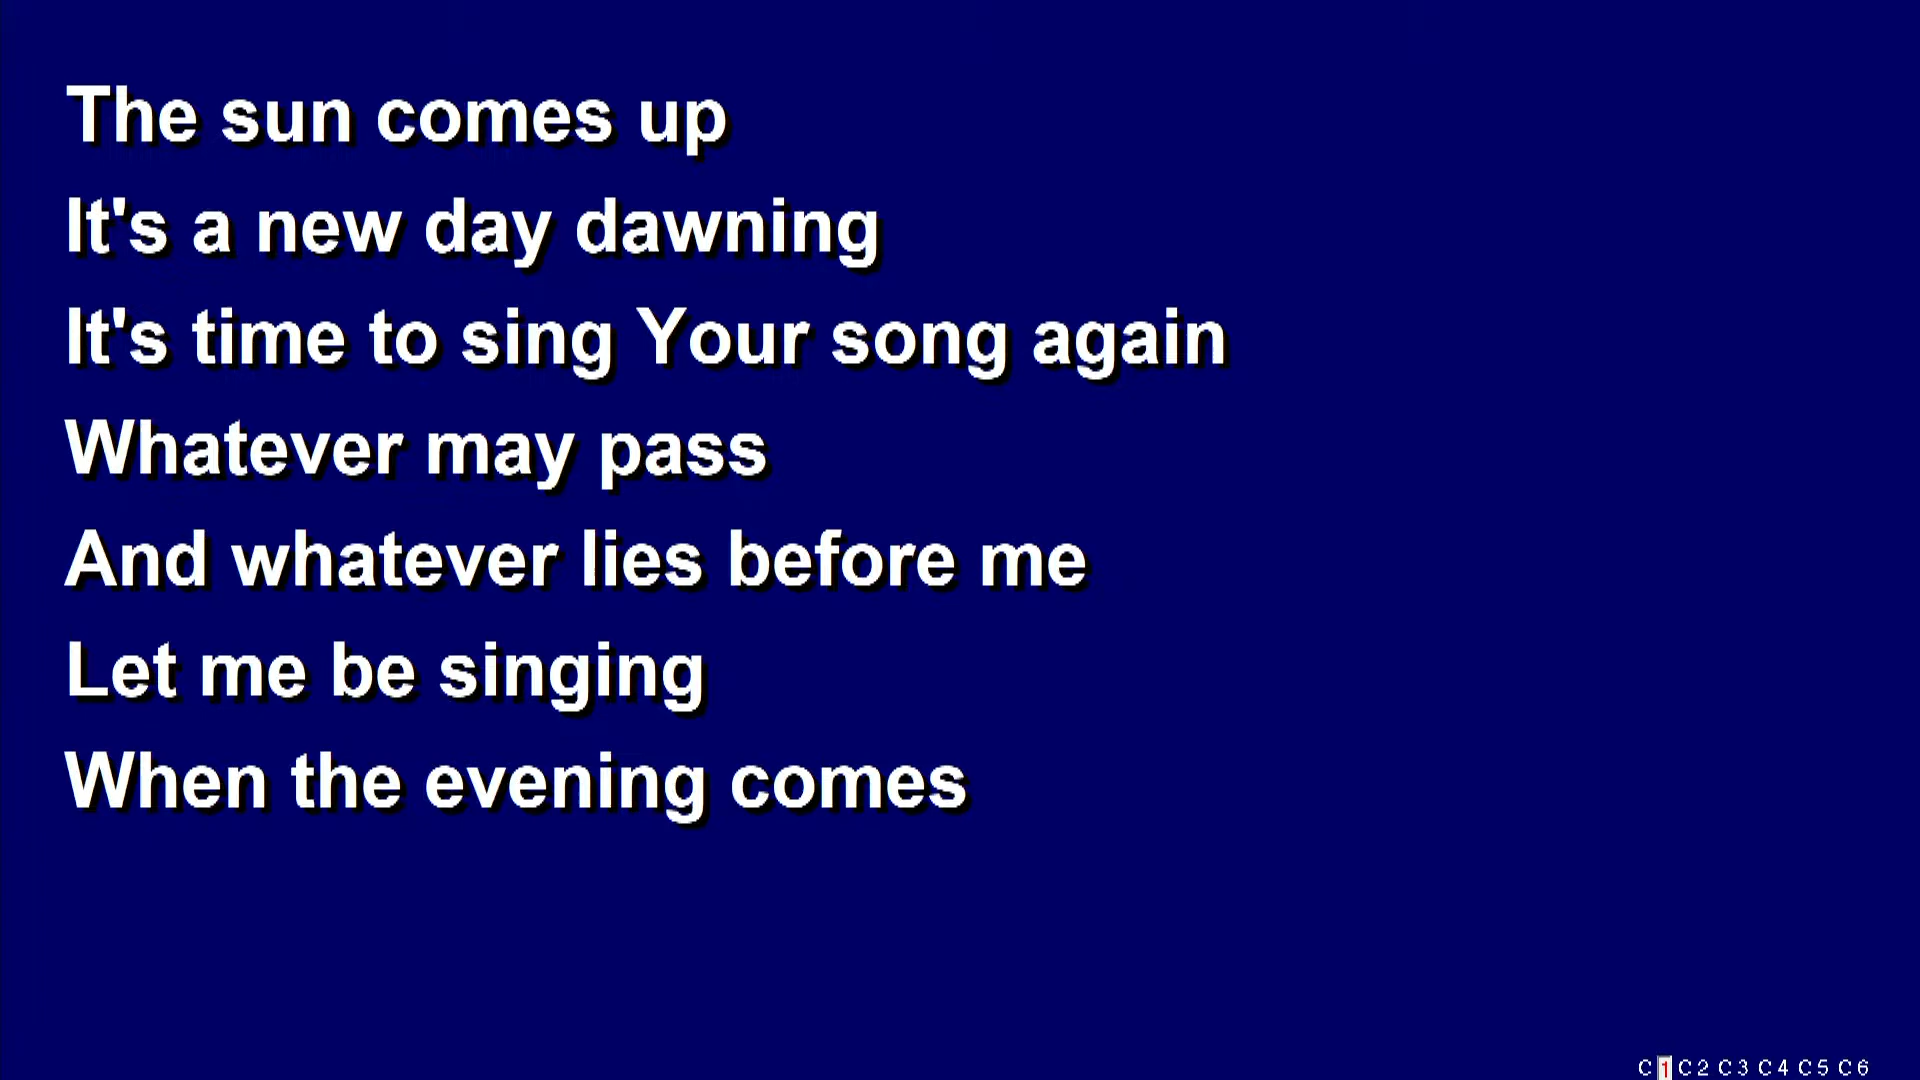 The sun comes up
It's a new day dawning
It's time to sing Your song again
Whatever may pass
And whatever lies before me
Let me be singing
When the evening comes
C 1 C 2 C 3 C 4 C 5 C 6